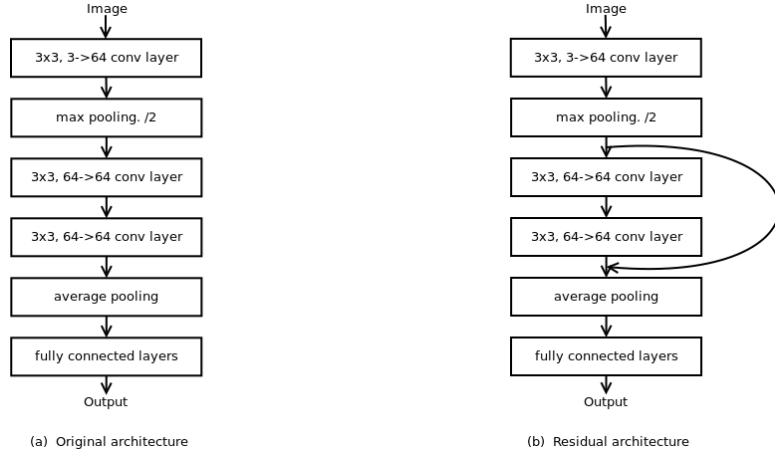 Image
3x3, 3->64 conv layer
max pooling. /2
3x3, 64->64 conv layer
3x3, 64->64 conv layer
average pooling
fully connected layers
Output
(a)  Original architecture
Image
3x3, 3->64 conv layer
max pooling. /2
3x3, 64->64 conv layer
3x3, 64->64 conv layer
average pooling
fully connected layers
Output
(b)  Residual architecture